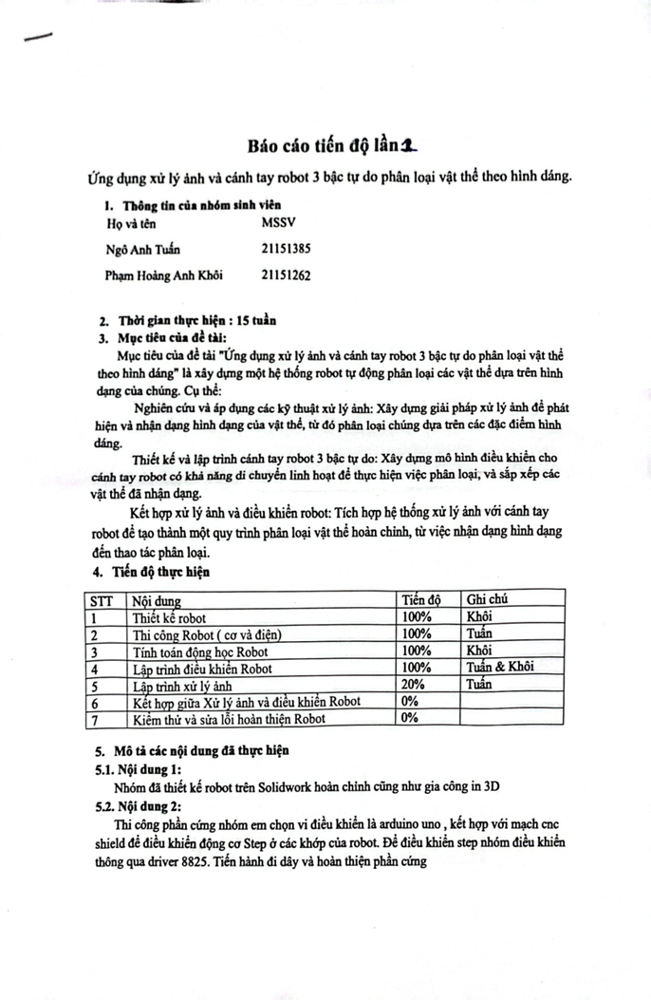 Báo cáo tiến độ lần 2
Ứng dụng xử lý ảnh và cánh tay robot 3 bậc tự do phân loại vật thể theo hình dáng.
1. Thông tin của nhóm sinh viên
Họ và tên MSSV
Ngô Anh Tuấn 21151385
Phạm Hoàng Anh Khôi 21151262
2. Thời gian thực hiện : 15 tuần
3. Mục tiêu của đề tài:
Mục tiêu của đề tài "Ứng dụng xử lý ảnh và cánh tay robot 3 bậc tự do phân loại vật thể
theo hình dáng" là xây dựng một hệ thống robot tự động phân loại các vật thể dựa trên hình
dạng của chúng. Cụ thể:
Nghiên cứu và áp dụng các kỹ thuật xử lý ảnh: Xây dựng giải pháp xử lý ảnh để phát
hiện và nhận dạng hình dạng của vật thể, từ đó phân loại chúng dựa trên các đặc điểm hình
dáng.
Thiết kế và lập trình cánh tay robot 3 bậc tự do: Xây dựng mô hình điều khiển cho
cánh tay robot có khả năng di chuyển linh hoạt để thực hiện việc phân loại, và sắp xếp các
vật thể đã nhận dạng.
Kết hợp xử lý ảnh và điều khiển robot: Tích hợp hệ thống xử lý ảnh với cánh tay
robot để tạo thành một quy trình phân loại vật thể hoàn chỉnh, từ việc nhận dạng hình dạng
đến thao tác phân loại.
4. Tiến độ thực hiện
STT Nội dung Tiến độ Ghi chú
1 Thiết kế robot 100% Khôi
2 Thi công Robot ( cơ và điện) 100% Tuấn
3 Tính toán động học Robot 100% Khôi
4 Lập trình điều khiển Robot 100% Tuấn & Khôi
5 Lập trình xử lý ảnh 20% Tuấn
6 Kết hợp giữa Xử lý ảnh và điều khiển Robot 0%
7 Kiểm thử và sửa lỗi hoàn thiện Robot 0%
5. Mô tả các nội dung đã thực hiện
5.1. Nội dung 1:
Nhóm đã thiết kế robot trên Solidwork hoàn chỉnh cũng như gia công in 3D
5.2. Nội dung 2:
Thi công phần cứng nhóm em chọn vi điều khiển là arduino uno , kết hợp với mạch cnc
shield để điều khiển động cơ Step ở các khớp của robot. Để điều khiển step nhóm điều khiển
thông qua driver 8825. Tiến hành đi dây và hoàn thiện phần cứng